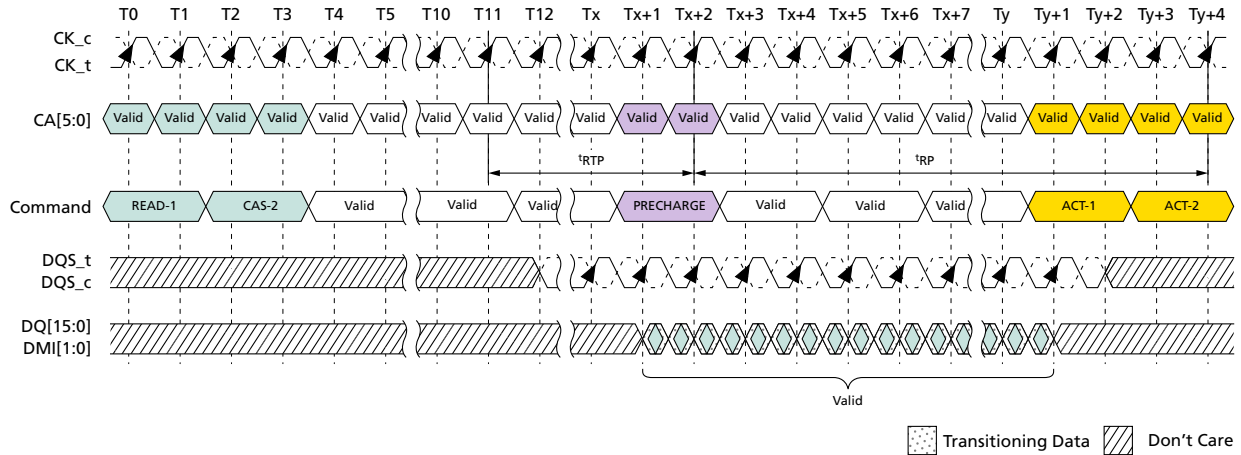 T0 T1 T2 T3 T4 T5 T10 T11 T12 Tx Tx+1 Tx+2 Tx+3 Tx+4 Tx+5 Tx+6 Tx+7 Ty Ty+1 Ty+2 Ty+3 Ty+4
CK_c
CK_t
CA[5:0] Valid Valid Valid Valid Valid Valid Valid Valid Valid Valid Valid Valid Valid Valid Valid Valid Valid Valid Valid Valid Valid Valid
tRTP tRP
Command READ-1 CAS-2 Valid Valid Valid PRECHARGE Valid Valid Valid ACT-1 ACT-2
DQS_t
DQS_c
DQ[15:0]
DMI[1:0]
Valid
Transitioning Data Don't Care